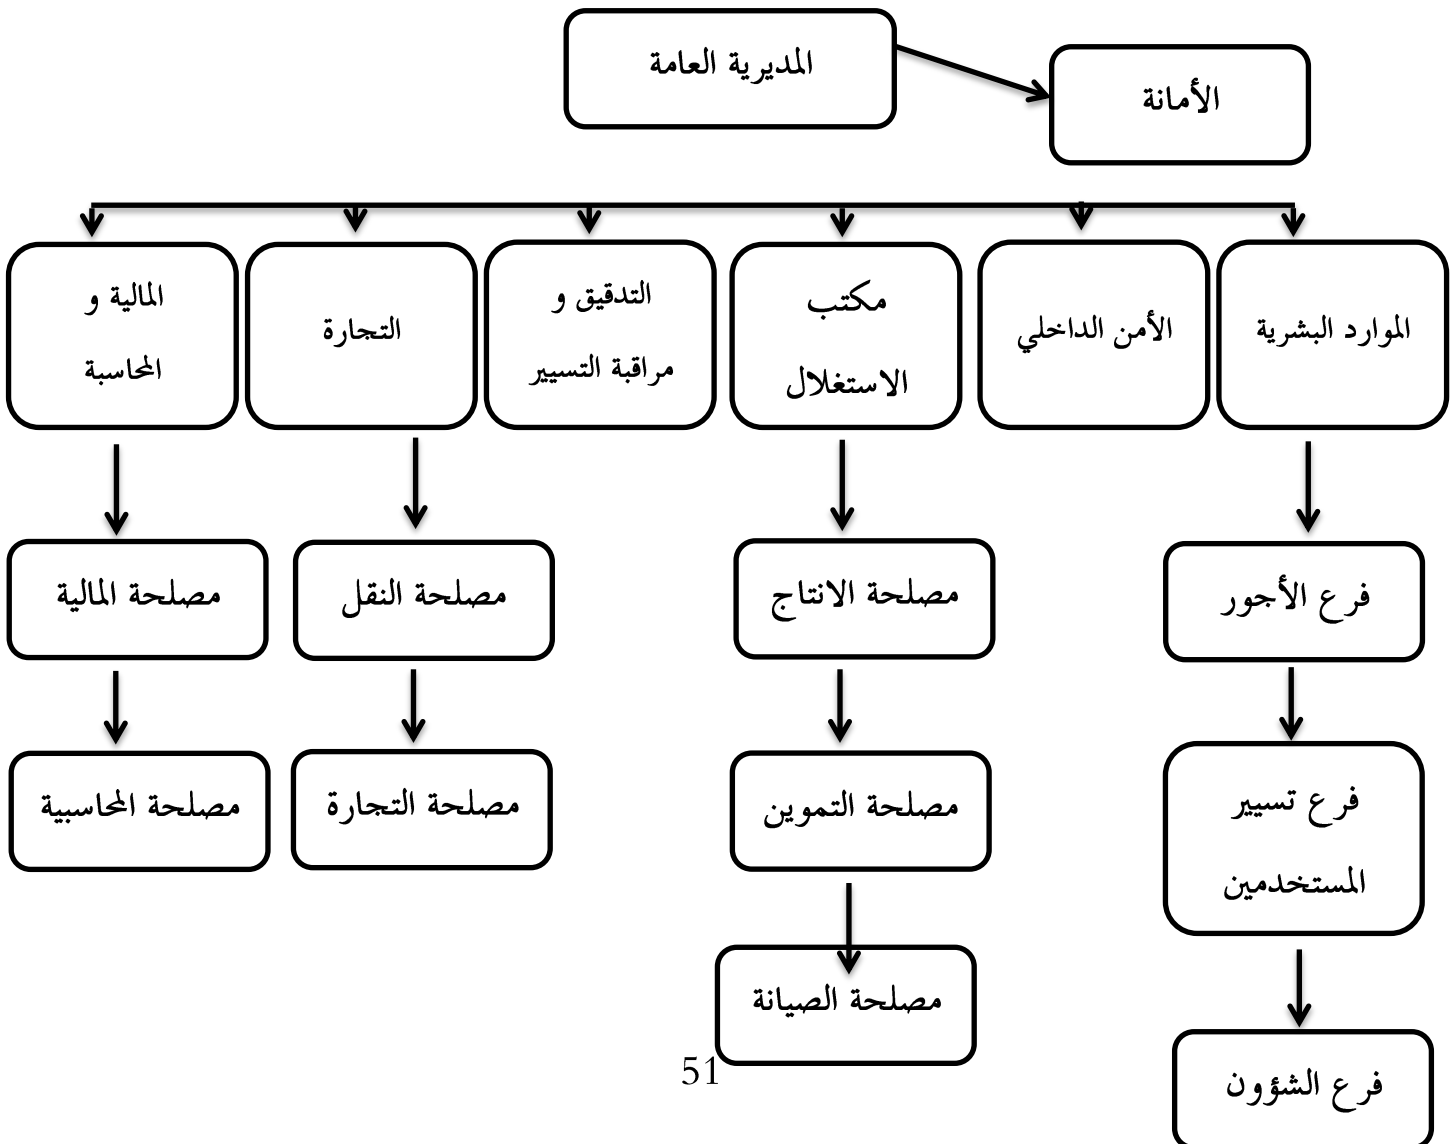 المديرية العامة
الأمانة
الموارد البشرية
الأمن الداخلي
مكتب
الاستغلال
التدقيق و
مراقبة التسيير
التجارة
المالية و
المحاسبة
فرع الأجور
مصلحة الانتاج
مصلحة النقل
مصلحة المالية
فرع تسيير
المستخدمين
مصلحة التموين
مصلحة التجارة
مصلحة المحاسبية
مصلحة الصيانة
فرع الشؤون
51